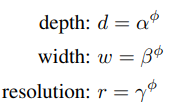 depth: d = α^ϕ
width: w = β^ϕ
resolution: r = γ^ϕ